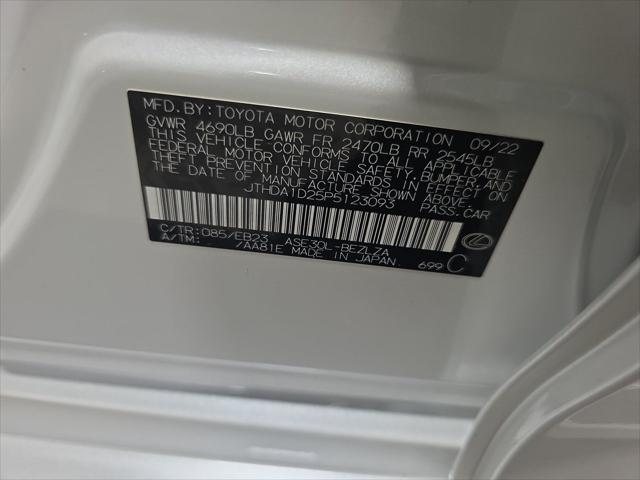 MFD. BY: TOYOTA MOTOR CORPORATION 09/22
GVWR 4690LB GAWR FR 2470LB RR 2545LB
THIS VEHICLE CONFORMS TO ALL APPLICABLE
FEDERAL MOTOR VEHICLE SAFETY, BUMPER, AND
THEFT PREVENTION STANDARDS IN EFFECT ON
THE DATE OF MANUFACTURE SHOWN ABOVE.
JTHDA1D25P5123093 PASS. CAR
C/TR: 085/EB23 ASE30L-BEZLZA
A/TM: /AA81E MADE IN JAPAN 699 C